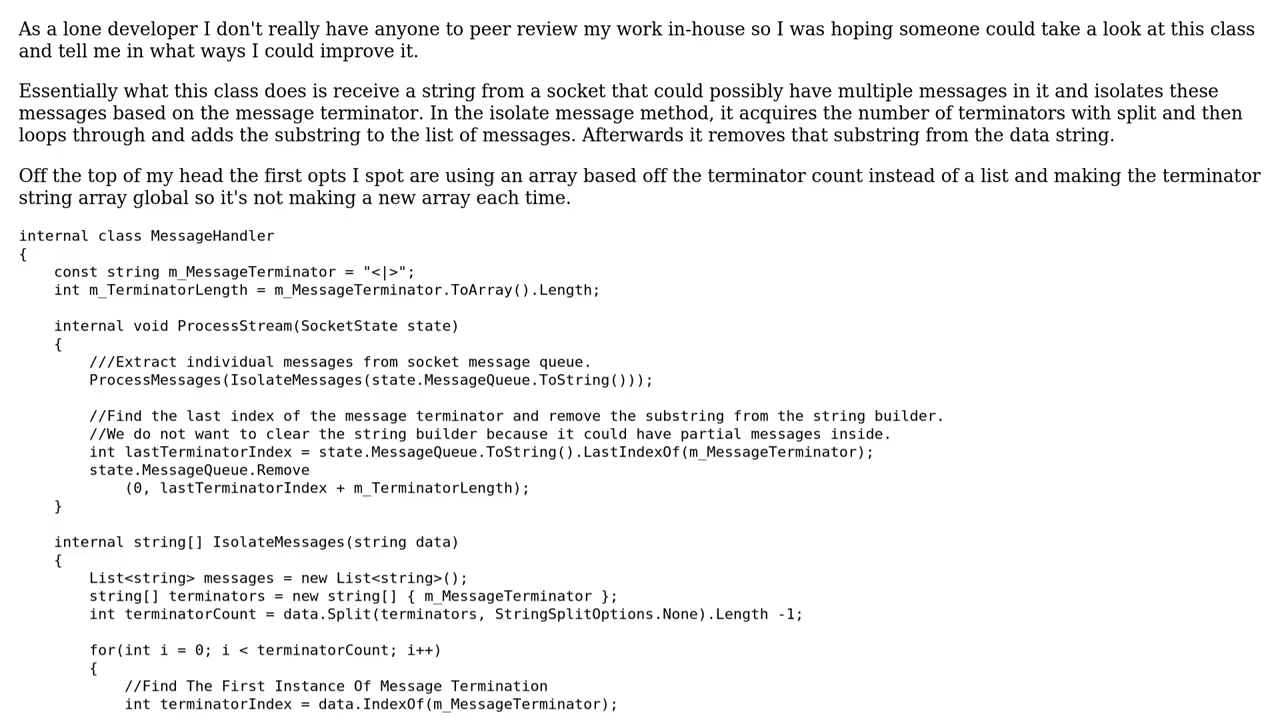 As a lone developer I don't really have anyone to peer review my work in-house so I was hoping someone could take a look at this class
and tell me in what ways I could improve it.
Essentially what this class does is receive a string from a socket that could possibly have multiple messages in it and isolates these
messages based on the message terminator. In the isolate message method, it acquires the number of terminators with split and then
loops through and adds the substring to the list of messages. Afterwards it removes that substring from the data string.
Off the top of my head the first opts I spot are using an array based off the terminator count instead of a list and making the terminator
string array global so it's not making a new array each time.
internal class MessageHandler
{
    const string m_MessageTerminator = "<|>";
    int m_TerminatorLength = m_MessageTerminator.ToArray().Length;
    internal void ProcessStream(SocketState state)
    {
        ///Extract individual messages from socket message queue.
        ProcessMessages(IsolateMessages(state.MessageQueue.ToString()));
        //Find the last index of the message terminator and remove the substring from the string builder.
        //We do not want to clear the string builder because it could have partial messages inside.
        int lastTerminatorIndex = state.MessageQueue.ToString().LastIndexOf(m_MessageTerminator);
        state.MessageQueue.Remove
            (0, lastTerminatorIndex + m_TerminatorLength);
    }
    internal string[] IsolateMessages(string data)
    {
        List<string> messages = new List<string>();
        string[] terminators = new string[] { m_MessageTerminator };
        int terminatorCount = data.Split(terminators, StringSplitOptions.None).Length -1;
        for(int i = 0; i < terminatorCount; i++)
        {
            //Find The First Instance Of Message Termination
            int terminatorIndex = data.IndexOf(m_MessageTerminator);